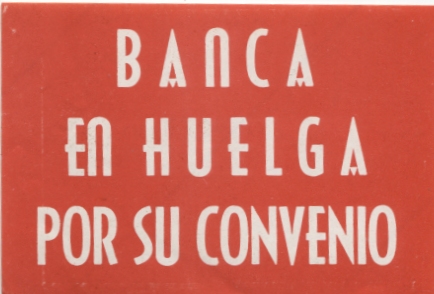 BANCA
EN HUELGA
POR SU CONVENIO